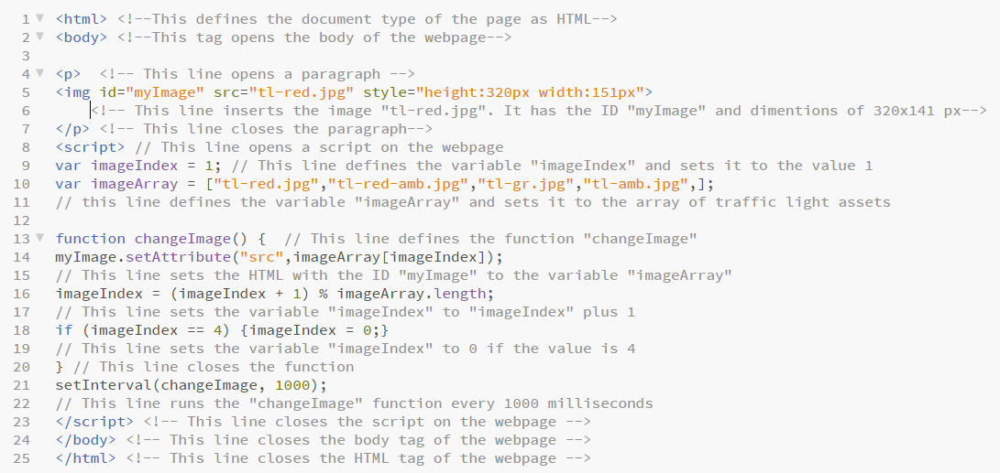 1 <html> <!--This defines the document type of the page as HTML-->
2 <body> <!--This tag opens the body of the webpage-->
3
4 <p>  <!-- This line opens a paragraph -->
5 <img id="myImage" src="tl-red.jpg" style="height:320px width:151px">
6     <!-- This line inserts the image "tl-red.jpg". It has the ID "myImage" and dimentions of 320x141 px-->
7 </p> <!-- This line closes the paragraph-->
8 <script> // This line opens a script on the webpage
9 var imageIndex = 1; // This line defines the variable "imageIndex" and sets it to the value 1
10 var imageArray = ["tl-red.jpg","tl-red-amb.jpg","tl-gr.jpg","tl-amb.jpg",];
11 // this line defines the variable "imageArray" and sets it to the array of traffic light assets
12
13 function changeImage() {  // This line defines the function "changeImage"
14 myImage.setAttribute("src",imageArray[imageIndex]);
15 // This line sets the HTML with the ID "myImage" to the variable "imageArray"
16 imageIndex = (imageIndex + 1) % imageArray.length;
17 // This line sets the variable "imageIndex" to "imageIndex" plus 1
18 if (imageIndex == 4) {imageIndex = 0;}
19 // This line sets the variable "imageIndex" to 0 if the value is 4
20 } // This line closes the function
21 setInterval(changeImage, 1000);
22 // This line runs the "changeImage" function every 1000 milliseconds
23 </script> <!-- This line closes the script on the webpage -->
24 </body> <!-- This line closes the body tag of the webpage -->
25 </html> <!-- This line closes the HTML tag of the webpage -->